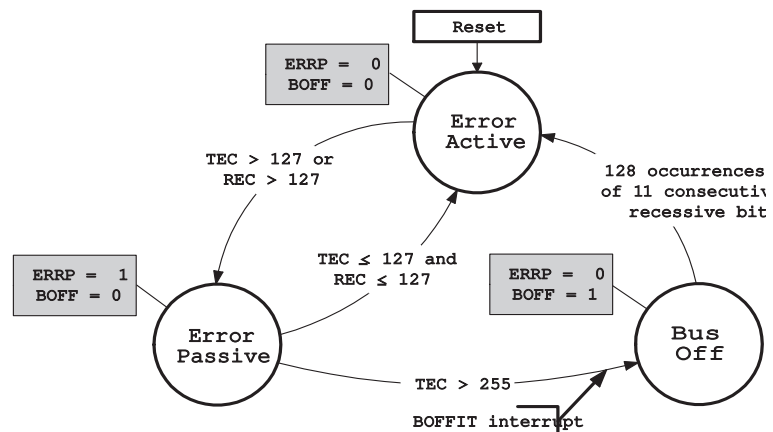 Reset
ERRP = 0
BOFF = 0
Error
Active
TEC > 127 or
REC > 127
128 occurrences
of 11 consecutiv
recessive bit
TEC ≤ 127 and
REC ≤ 127
ERRP = 1
BOFF = 0
ERRP = 0
BOFF = 1
Error
Passive
Bus
Off
TEC > 255
BOFFIT interrupt